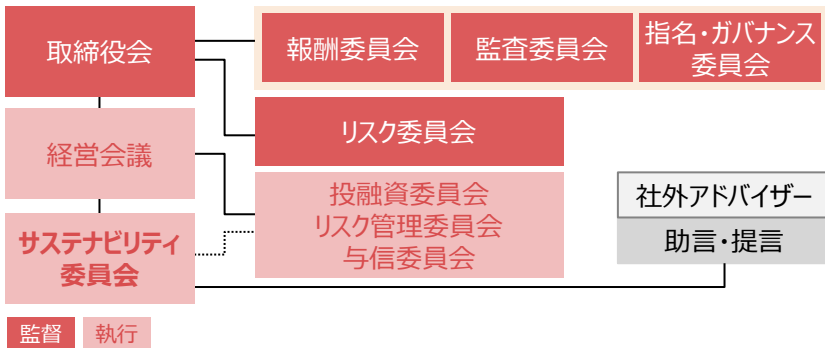 取締役会
報酬委員会
監査委員会
指名・ガバナンス
委員会
リスク委員会
経営会議
投融資委員会
リスク管理委員会
与信委員会
社外アドバイザー
助言・提言
サステナビリティ
委員会
監督
執行